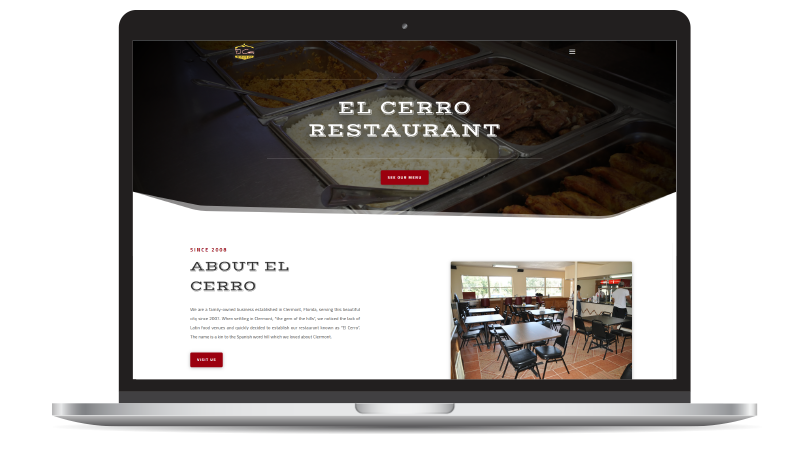 EL CERRO
RESTAURANT
SEE OUR MENU
SINCE 2008
ABOUT EL
CERRO
We are a family-owned business established in Clermont, Florida, serving this beautiful
city since 2007. When settling in Clermont, "the gem of the hills", we noticed the lack of
Latin food venues and quickly decided to establish our restaurant known as "El Cerro".
The name is a tie to the Spanish word hill which we loved about Clermont.
VISIT US